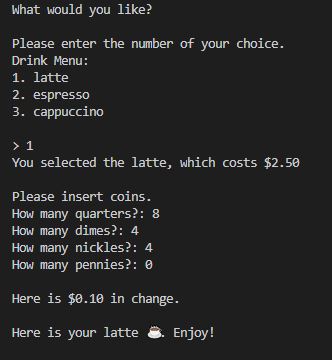 What would you like?
Please enter the number of your choice.
Drink Menu:
1. latte
2. espresso
3. cappuccino
> 1
You selected the latte, which costs $2.50
Please insert coins.
How many quarters?: 8
How many dimes?: 4
How many nickles?: 4
How many pennies?: 0
Here is $0.10 in change.
Here is your latte ☕. Enjoy!